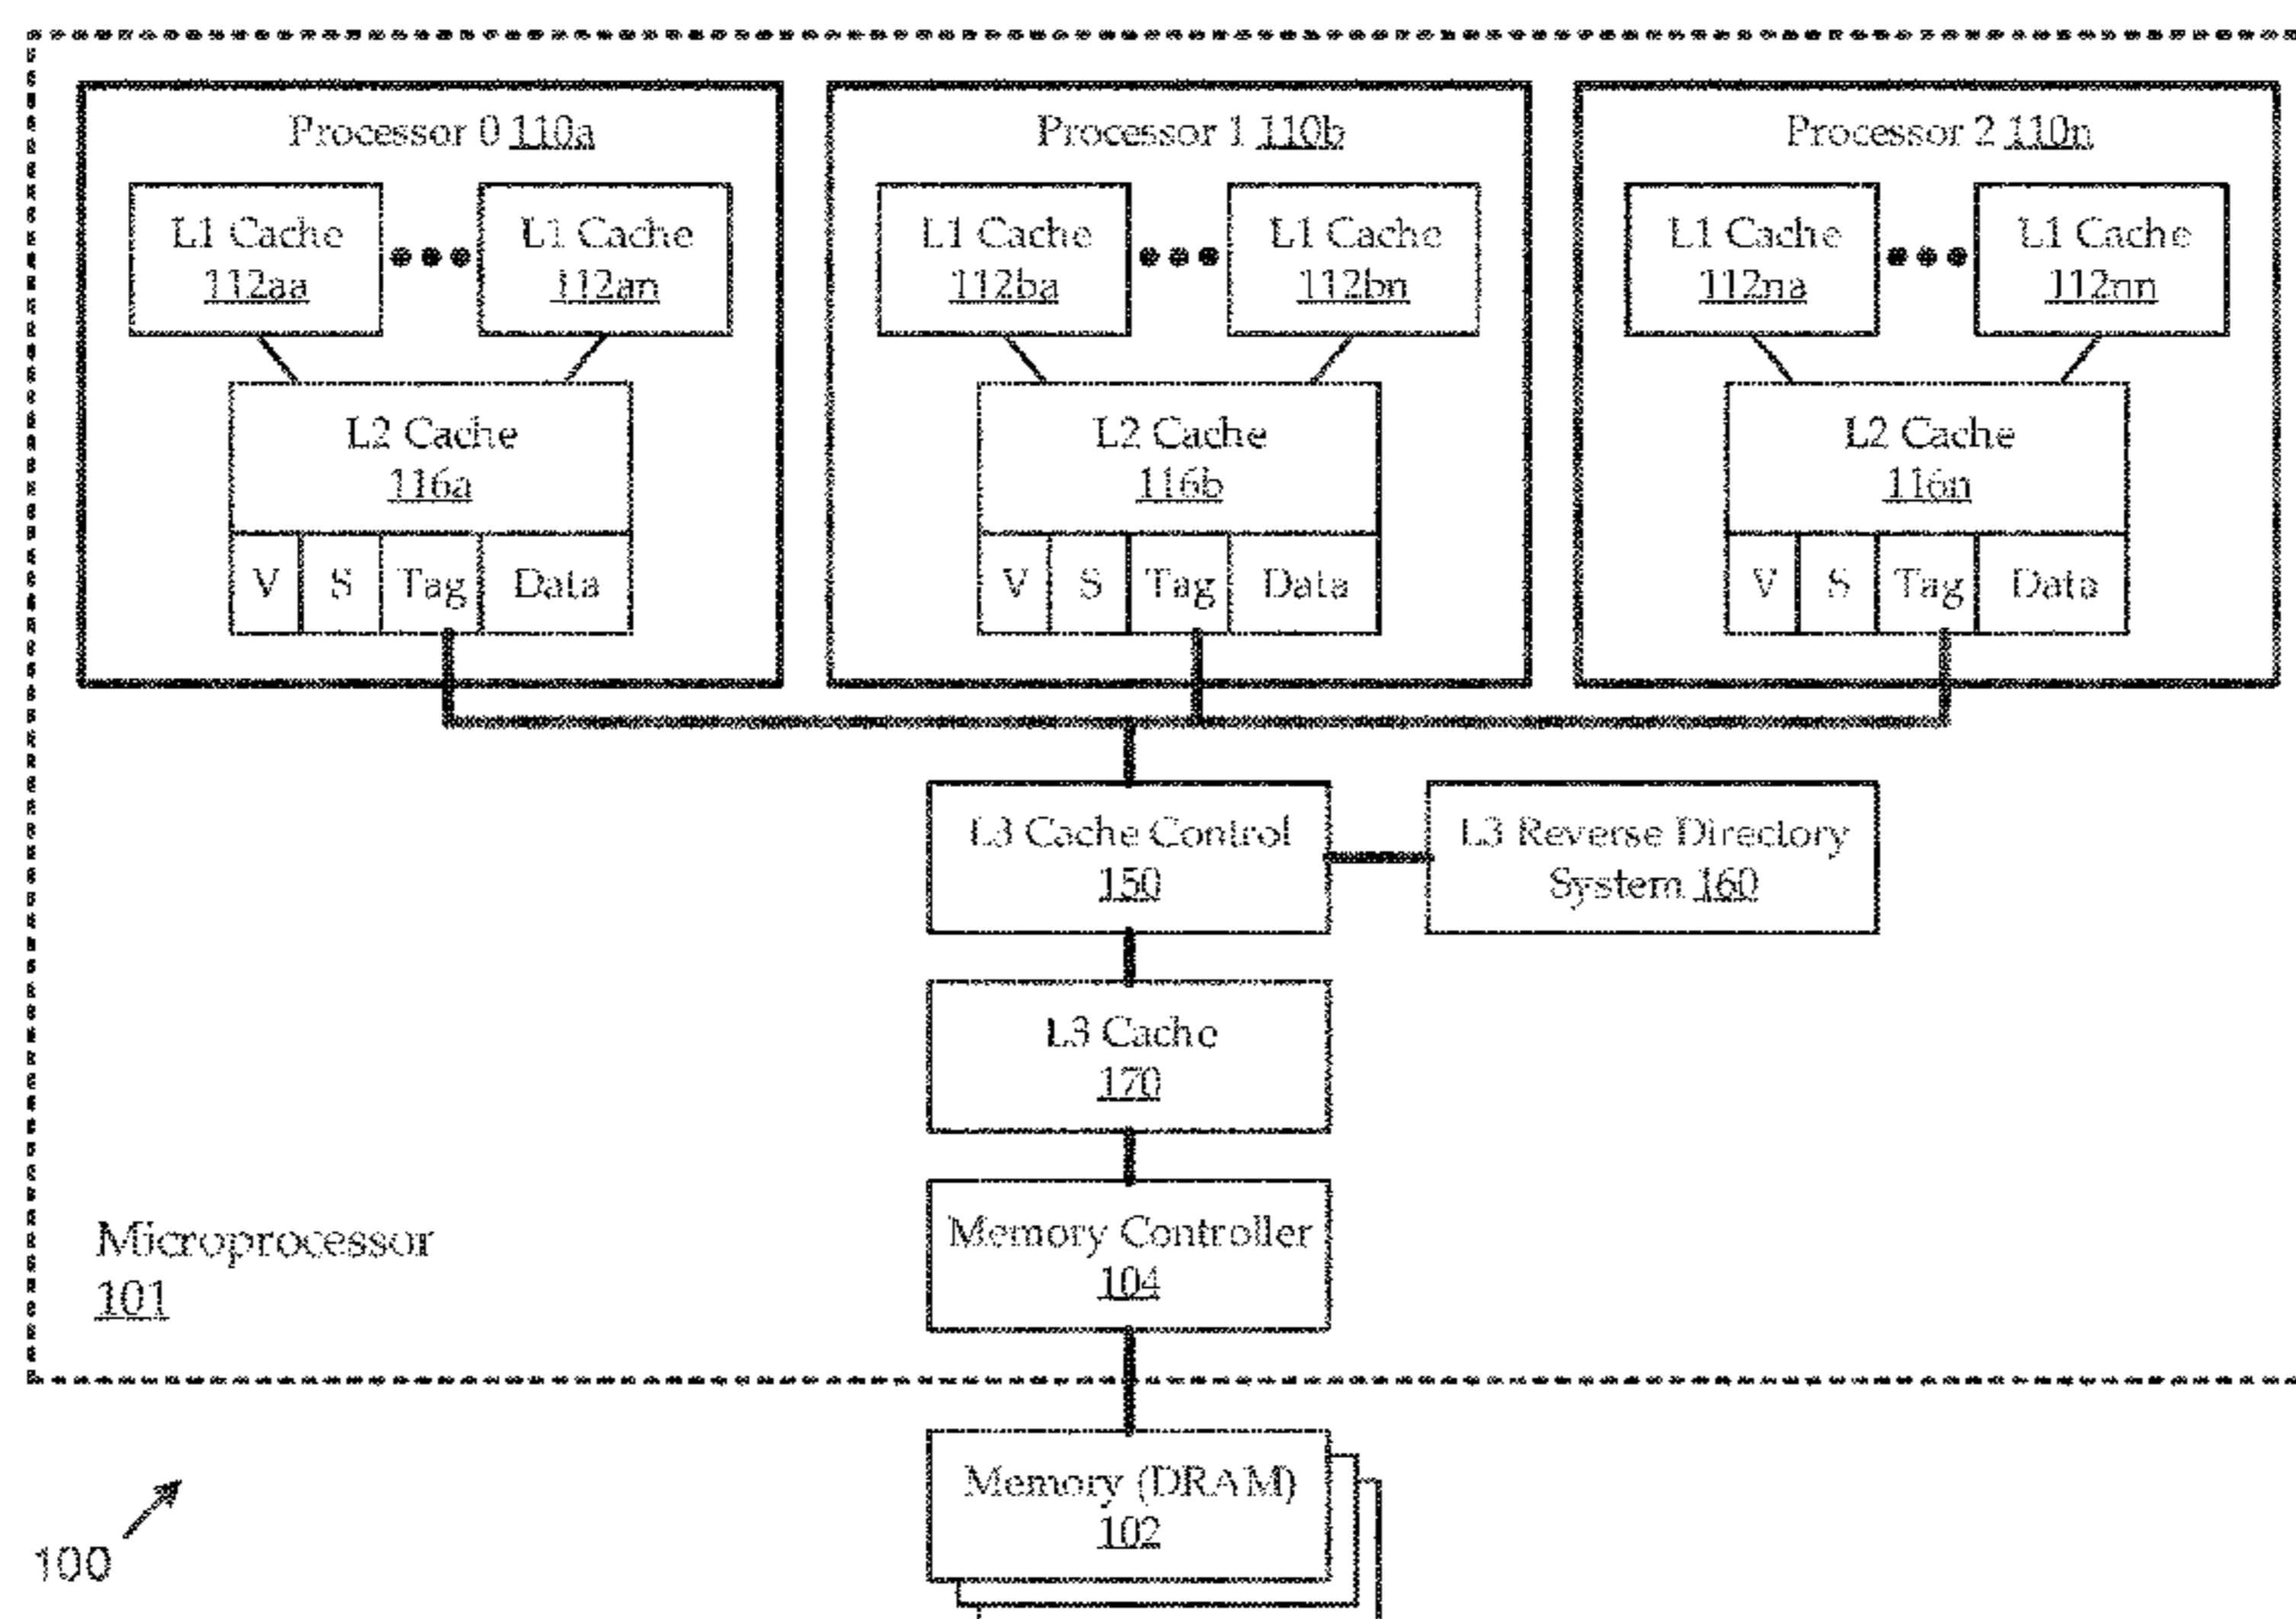 Processor 0 110a
L1 Cache
112aa
L1 Cache
112an
L2 Cache
116a
V S Tag Data
Processor 1 110b
L1 Cache
112ba
L1 Cache
112bn
L2 Cache
116b
V S Tag Data
Processor 2 110n
L1 Cache
112na
L1 Cache
112nn
L2 Cache
116n
V S Tag Data
L3 Cache Control
150
L3 Reverse Directory
System 160
L3 Cache
170
Memory Controller
104
Microprocessor
101
Memory (DRAM)
102
100